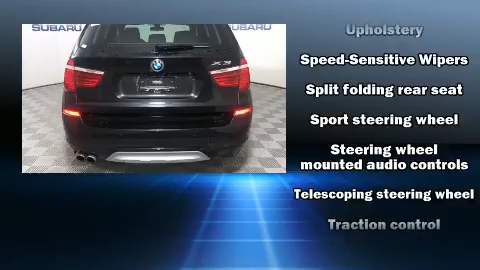 SUBARU
SUBARU
X3
Upholstery
Speed-Sensitive Wipers
Split folding rear seat
Sport steering wheel
Steering wheel
mounted audio controls
Telescoping steering wheel
Traction control